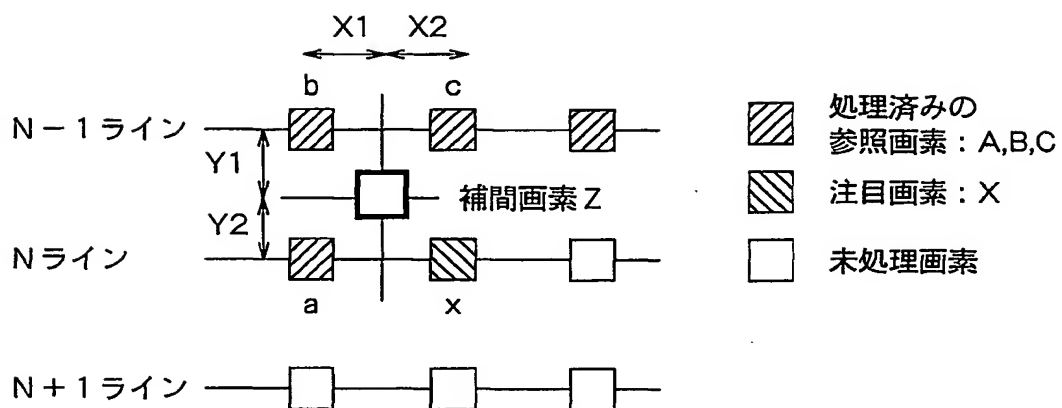 X1 X2
b c
N−1ライン
Y1
補間画素Z
Y2
Nライン
a x
N+1ライン
処理済みの
参照画素：A,B,C
注目画素：X
未処理画素